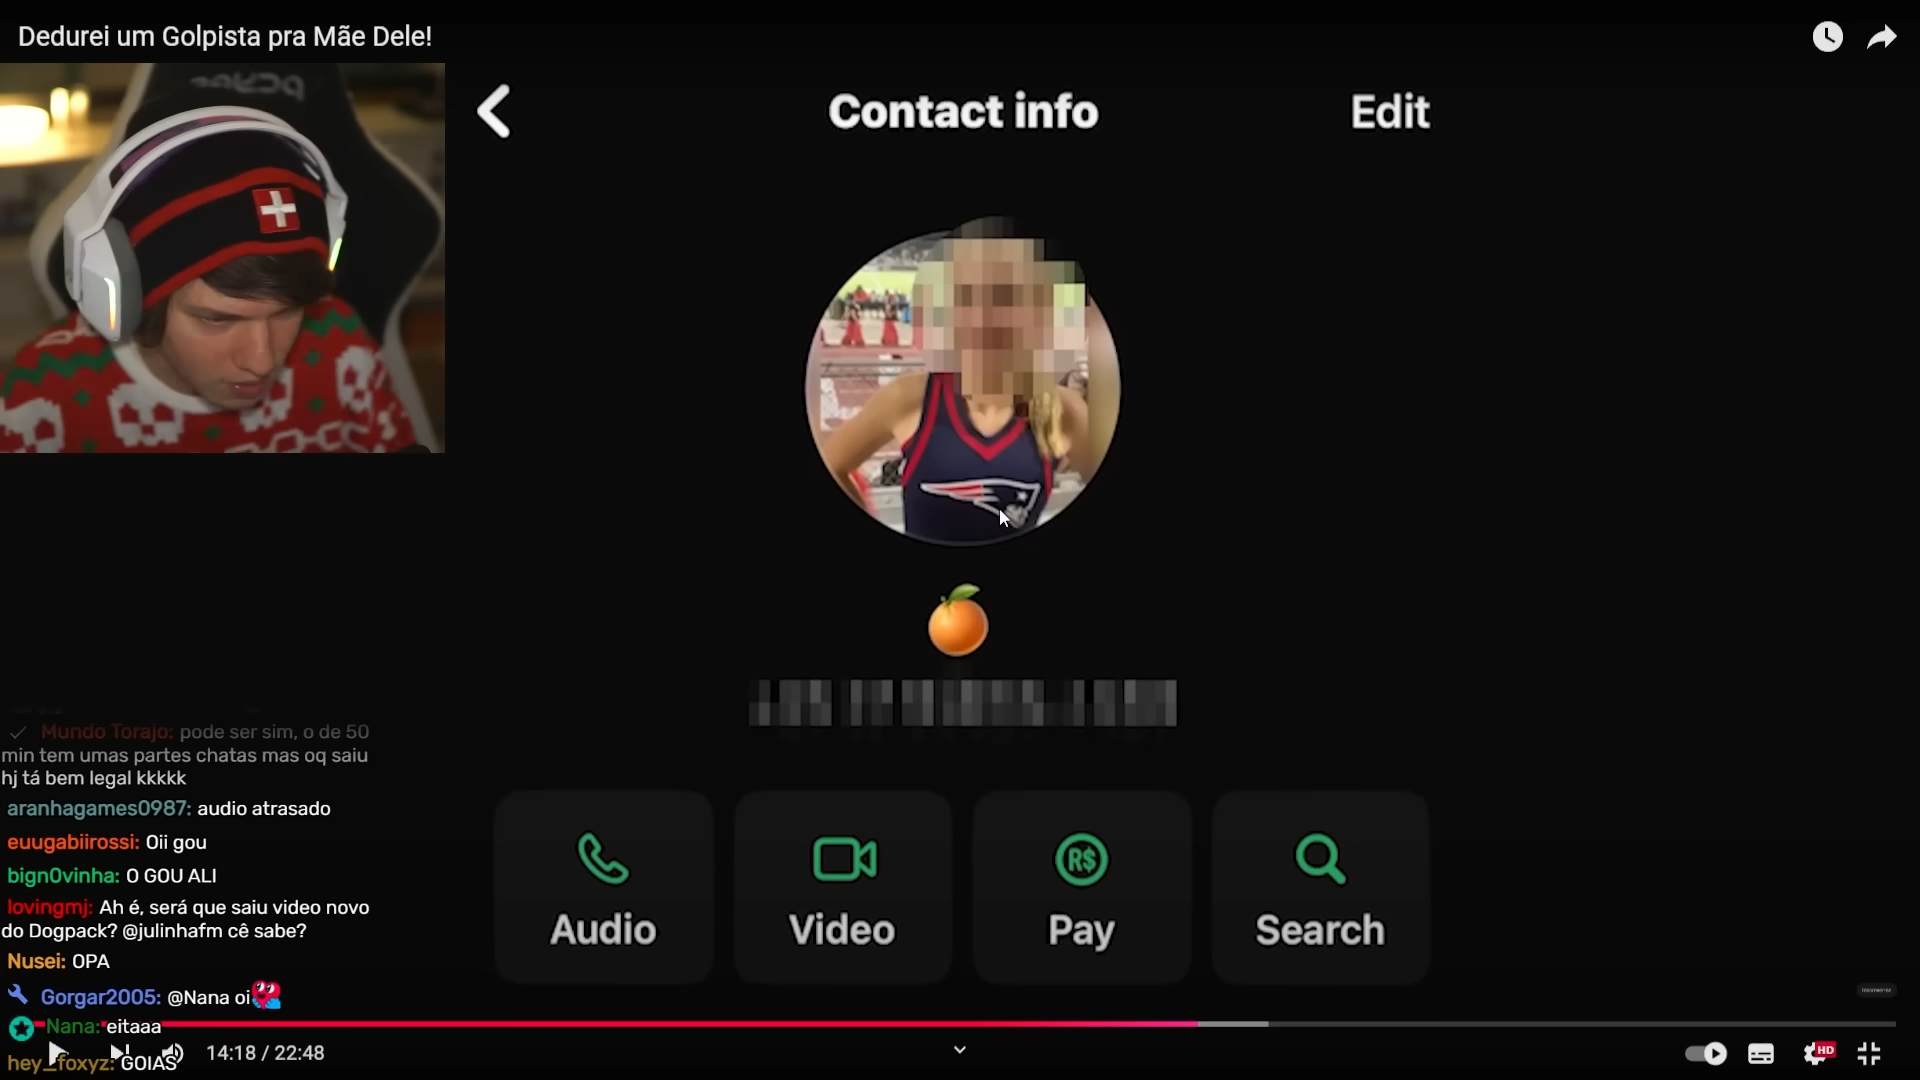 Dedurei um Golpista pra Mãe Dele!
Contact info
Edit
Mundo Torajo: pode ser sim, o de 50
min tem umas partes chatas mas oq saiu
hj tá bem legal kkkkk
aranhagames0987: audio atrasado
euugabiirossi: Oii gou
bign0vinha: O GOU ALI
lovingmj: Ah é, será que saiu video novo
do Dogpack? @julinhafm cê sabe?
Nusei: OPA
Gorgar2005: @Nana oi
Nana: eitaaa
hey_foxyz: GOIAS
R$
Audio
Video
Pay
Search
14:18 / 22:48
HD